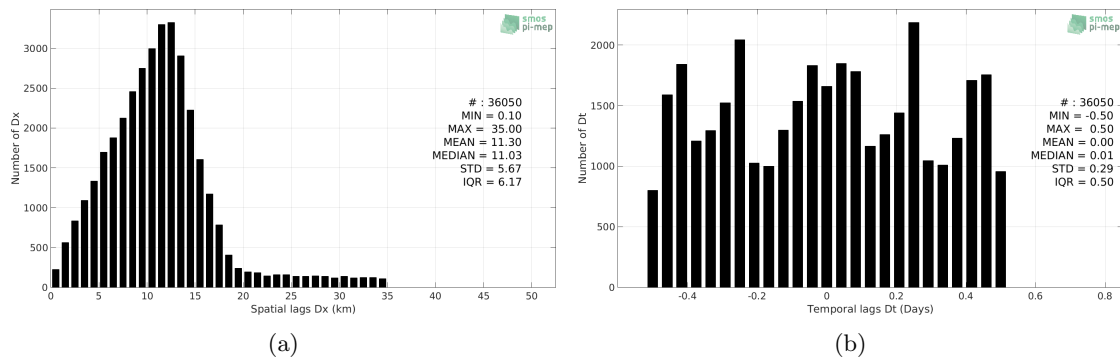 smos
pi-mep
3000
2500
2000
1500
1000
500
0
Number of Dx
# : 36050
MIN = 0.10
MAX = 35.00
MEAN = 11.30
MEDIAN = 11.03
STD = 5.67
IQR = 6.17
0 5 10 15 20 25 30 35 40 45 50
Spatial lags Dx (km)
(a)
smos
pi-mep
2000
1500
1000
500
0
Number of Dt
# : 36050
MIN = -0.50
MAX = 0.50
MEAN = 0.00
MEDIAN = 0.01
STD = 0.29
IQR = 0.50
-0.4 -0.2 0 0.2 0.4 0.6 0.8
Temporal lags Dt (Days)
(b)